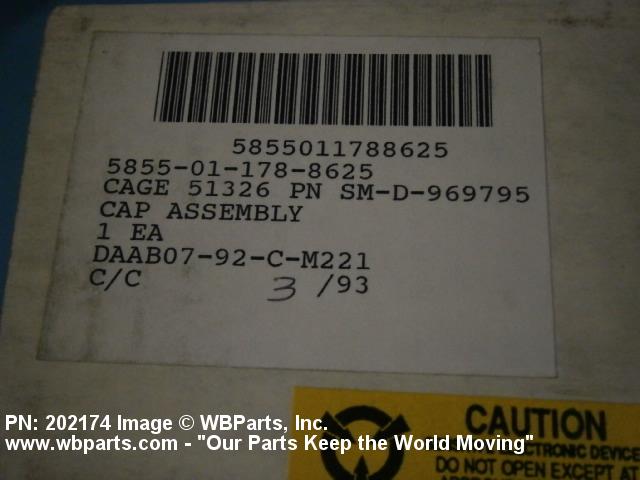 5855011788625
5855-01-178-8625
CAGE 51326 PN SM-D-969795
CAP ASSEMBLY
1 EA
DAAB07-92-C-M221
C/C 3 /93
CAUTION
ELECTRONIC DEVICE
DO NOT OPEN EXCEPT AT
PN: 202174 Image © WBParts, Inc.
www.wbparts.com - "Our Parts Keep the World Moving"